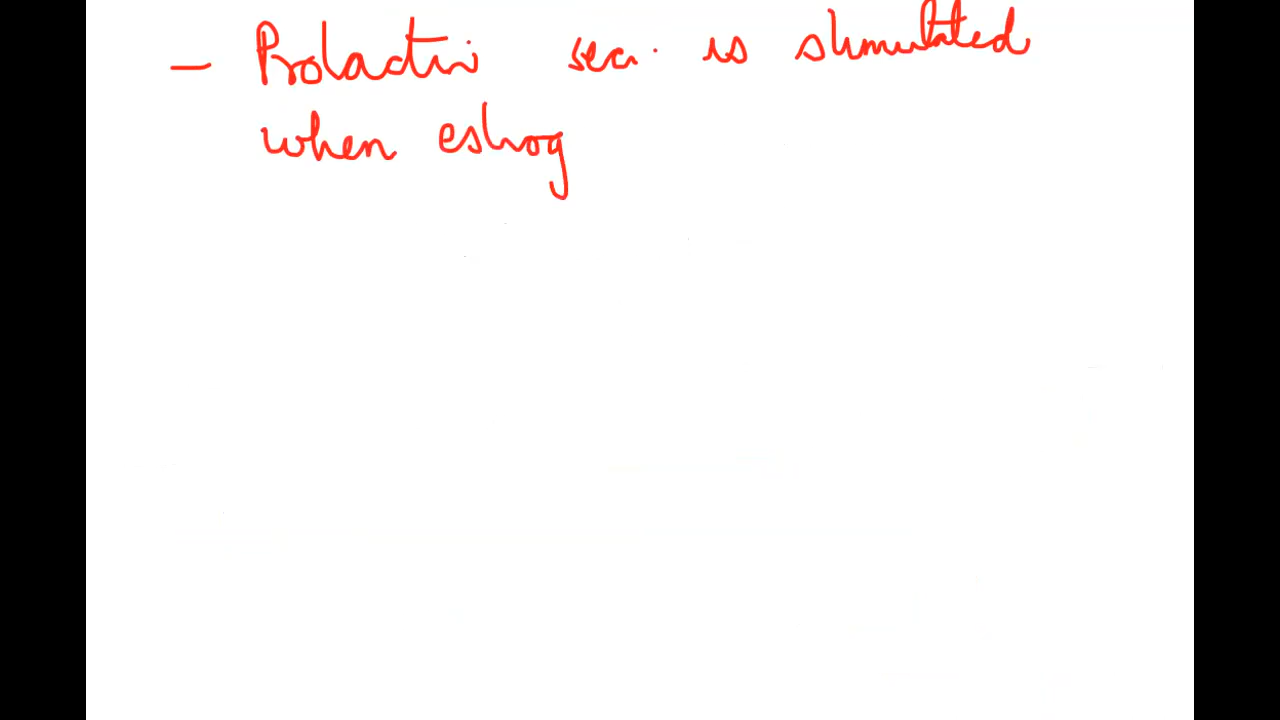 - Prolactin sec. is stimulated
when estrog